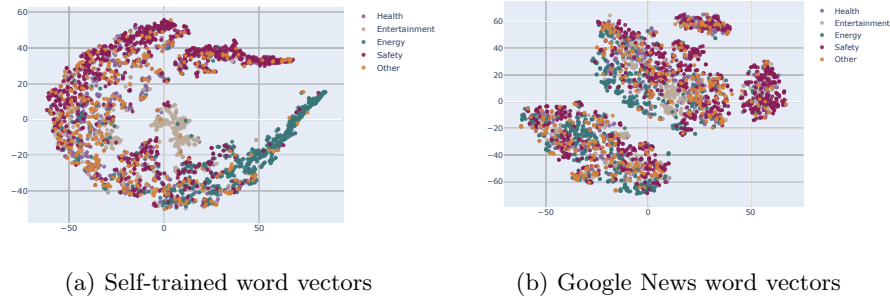 Health
Entertainment
Energy
Safety
Other
60
40
20
0
−20
−40
−50
0
50
(a) Self-trained word vectors
Health
Entertainment
Energy
Safety
Other
60
40
20
0
−20
−40
−60
−50
0
50
(b) Google News word vectors